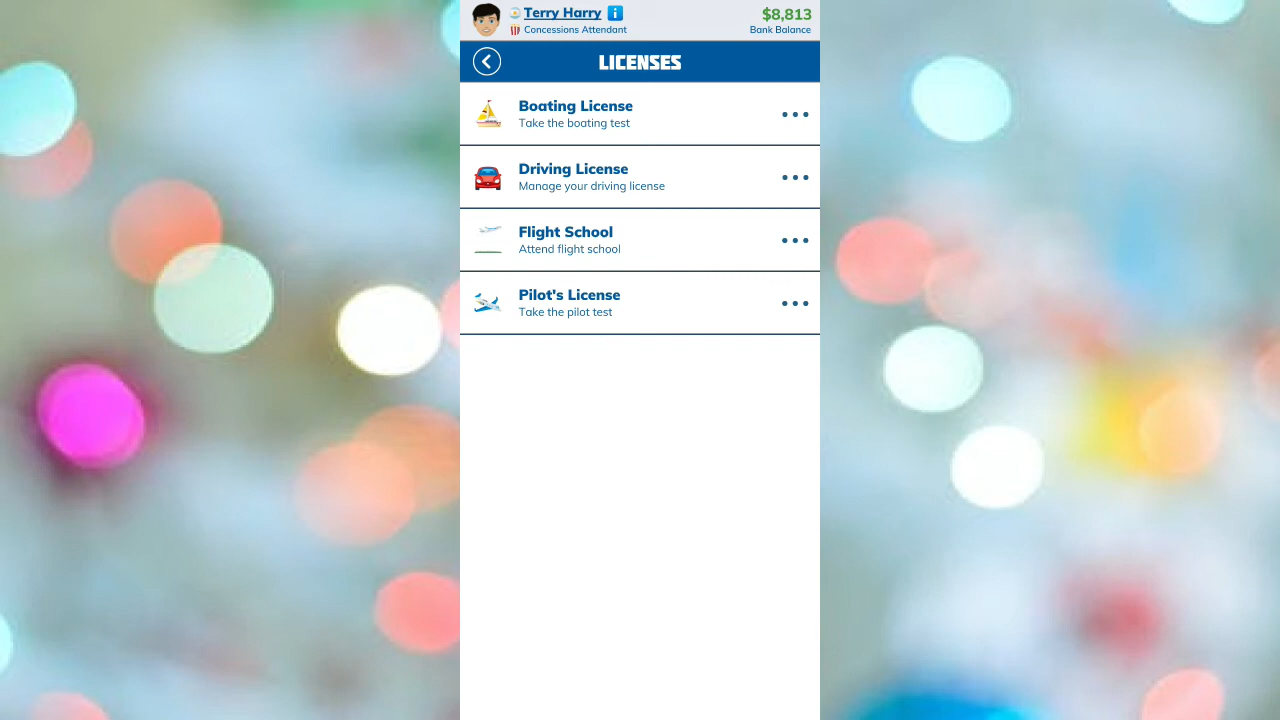 Terry Harry
Concessions Attendant
$8,813
Bank Balance
LICENSES
Boating License
Take the boating test
Driving License
Manage your driving license
Flight School
Attend flight school
Pilot's License
Take the pilot test